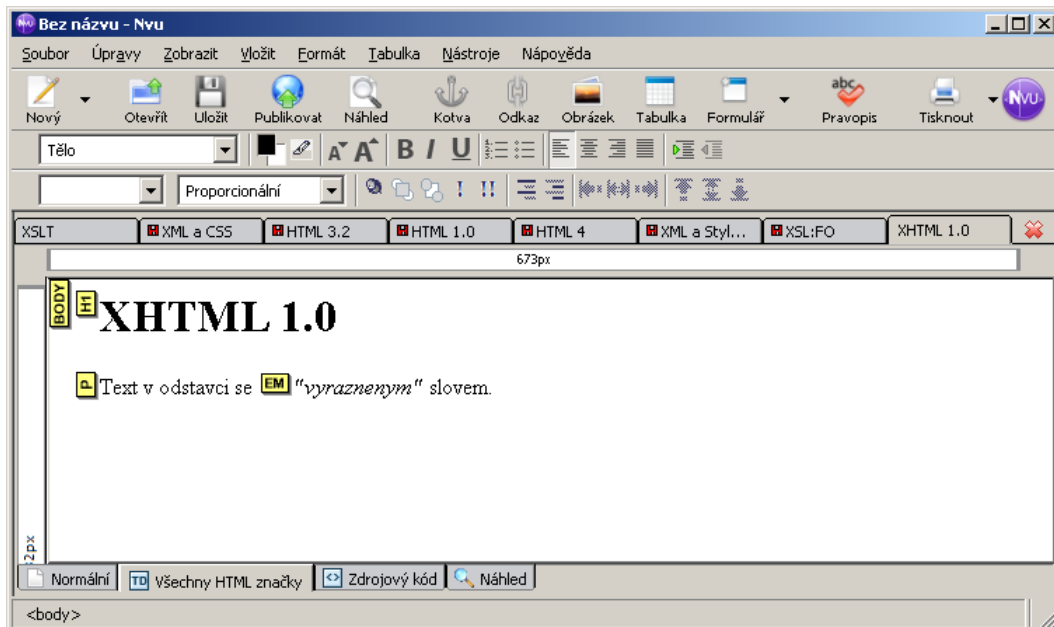 Bez názvu - Nvu
Soubor Úpravy Zobrazit Vložit Formát Tabulka Nástroje Nápověda
abc
Nový Otevřít Uložit Publikovat Náhled Kotva Odkaz Obrázek Tabulka Formulář Pravopis Tisknout NVU
Tělo A A B I U
Proporcionální ! !!
XSLT XML a CSS HTML 3.2 HTML 1.0 HTML 4 XML a Styl... XSL:FO XHTML 1.0
673px
BODY H1 XHTML 1.0
P Text v odstavci se EM "vyraznenym" slovem.
2px
Normální TD Všechny HTML značky Zdrojový kód Náhled
<body>